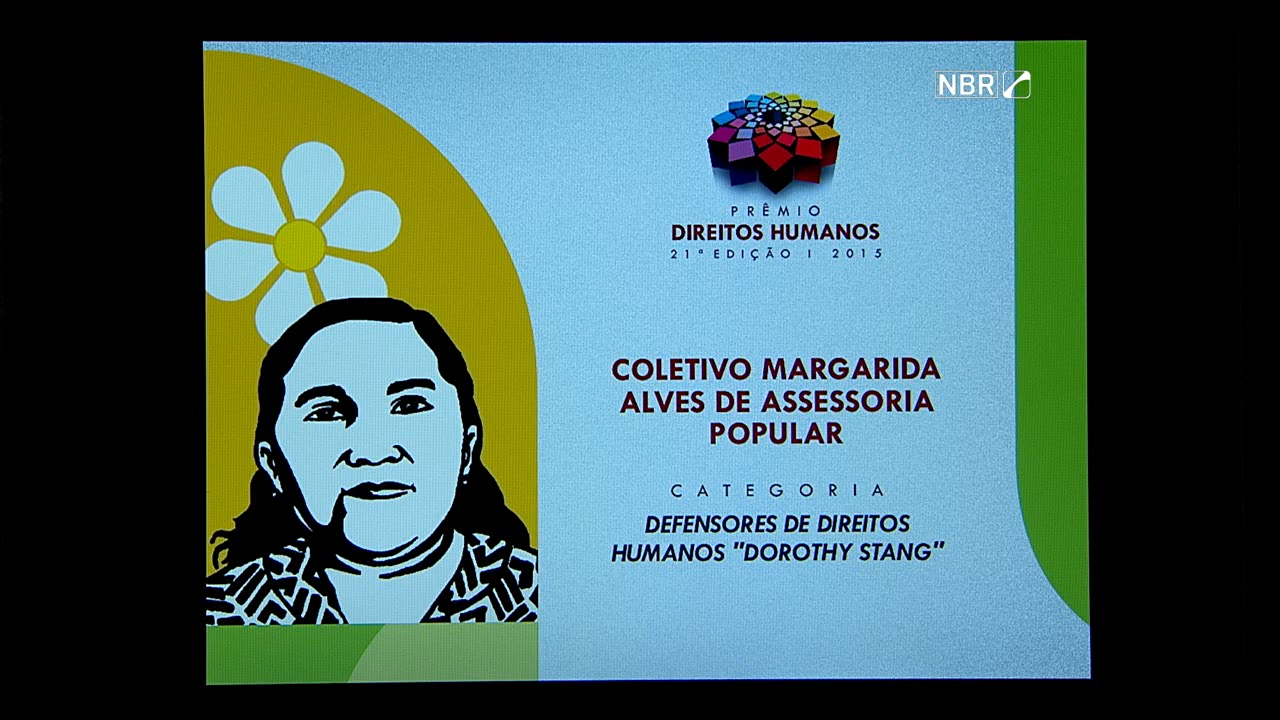 NBR
PRÊMIO
DIREITOS HUMANOS
21ª EDIÇÃO | 2015
COLETIVO MARGARIDA
ALVES DE ASSESSORIA
POPULAR
CATEGORIA
DEFENSORES DE DIREITOS
HUMANOS "DOROTHY STANG"